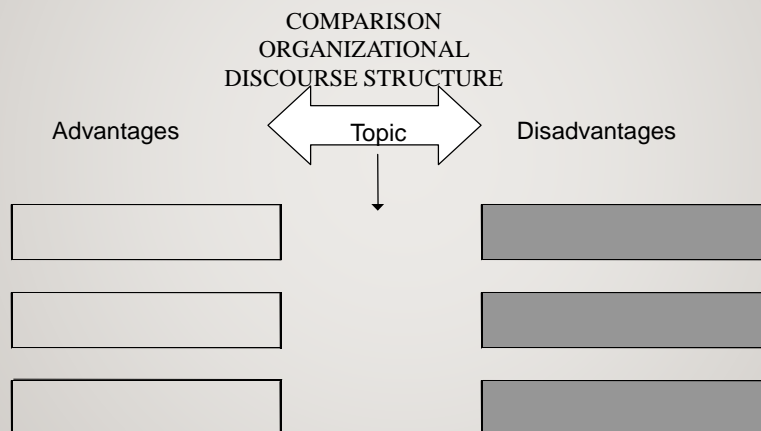 COMPARISON
ORGANIZATIONAL
DISCOURSE STRUCTURE
Advantages
Topic
Disadvantages